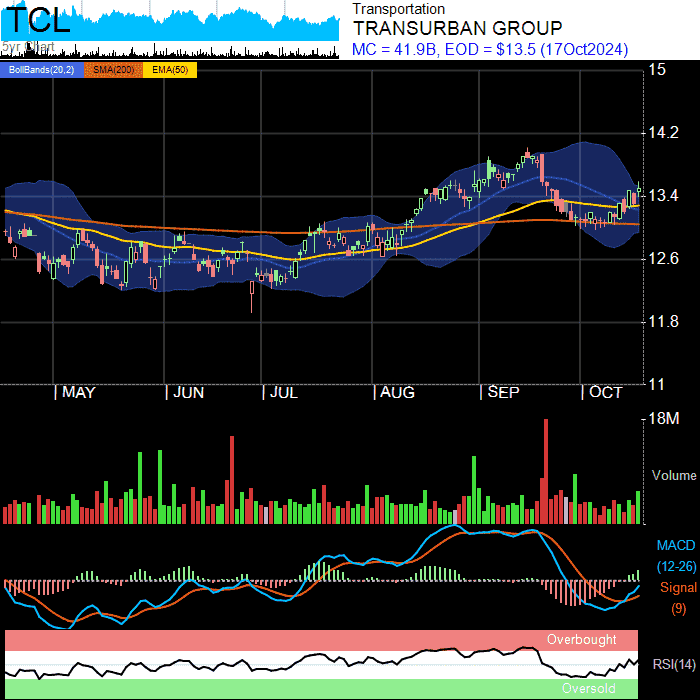 TCL
5yr Chart
Transportation
TRANSURBAN GROUP
MC = 41.9B, EOD = $13.5 (17Oct2024)
BollBands(20,2) SMA(200) EMA(50)
15
14.2
13.4
12.6
11.8
11
| MAY | JUN | JUL | AUG | SEP | OCT
18M
Volume
MACD
(12-26)
Signal
(9)
Overbought
RSI(14)
Oversold